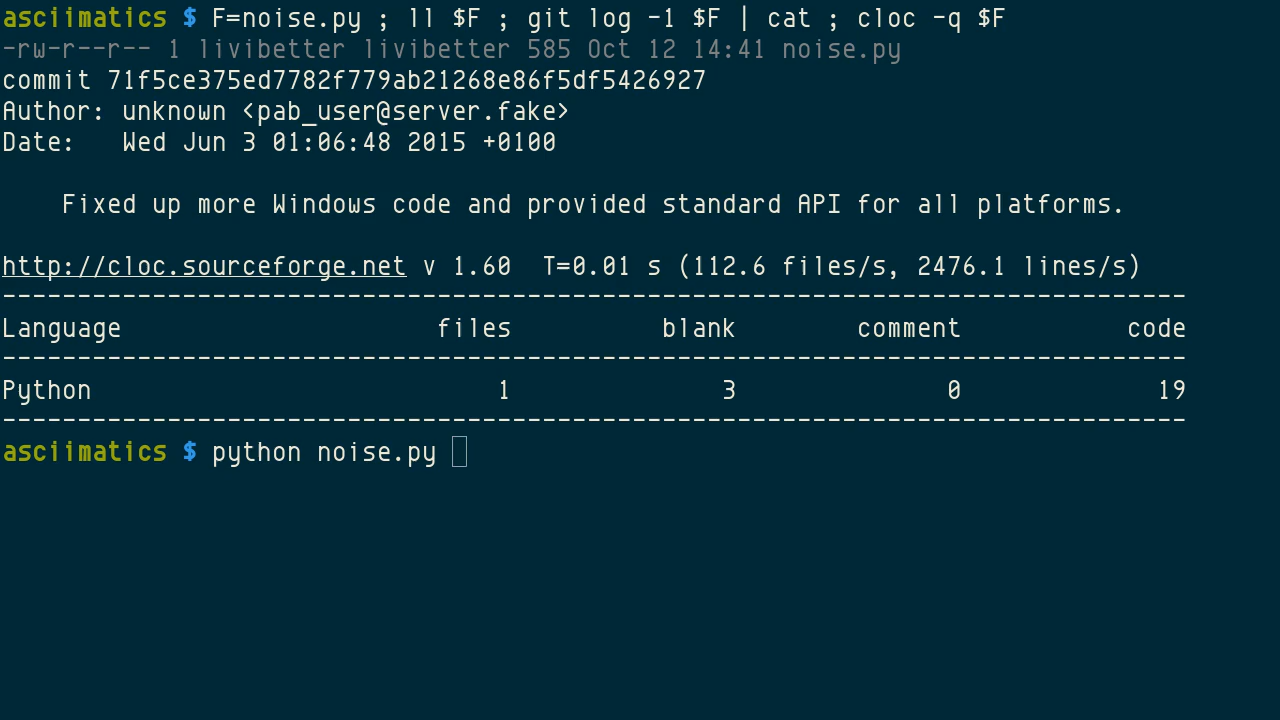 asciimatics $ F=noise.py ; ll $F ; git log -1 $F | cat ; cloc -q $F
-rw-r--r-- 1 livibetter livibetter 585 Oct 12 14:41 noise.py
commit 71f5ce375ed7782f779ab21268e86f5df5426927
Author: unknown <pab_user@server.fake>
Date:   Wed Jun 3 01:06:48 2015 +0100
    Fixed up more Windows code and provided standard API for all platforms.
http://cloc.sourceforge.net v 1.60  T=0.01 s (112.6 files/s, 2476.1 lines/s)
-------------------------------------------------------------------------------
Language                     files          blank        comment           code
-------------------------------------------------------------------------------
Python                           1              3              0             19
-------------------------------------------------------------------------------
asciimatics $ python noise.py